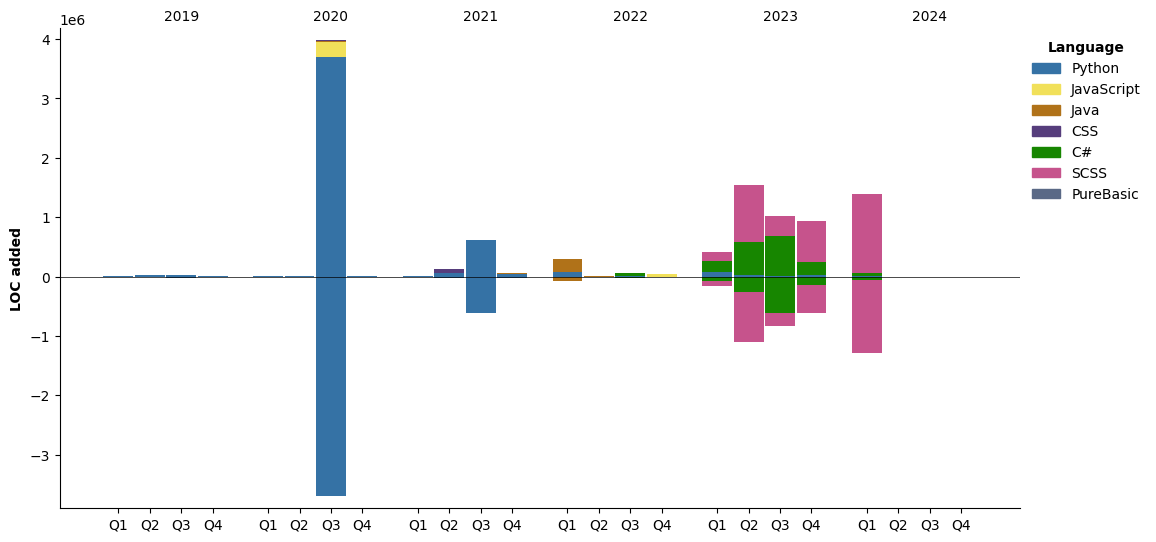 1e6
2019 2020 2021 2022 2023 2024
4
3
2
1
0
−1
−2
−3
LOC added
Q1 Q2 Q3 Q4 Q1 Q2 Q3 Q4 Q1 Q2 Q3 Q4 Q1 Q2 Q3 Q4 Q1 Q2 Q3 Q4 Q1 Q2 Q3 Q4
Language
Python
JavaScript
Java
CSS
C#
SCSS
PureBasic